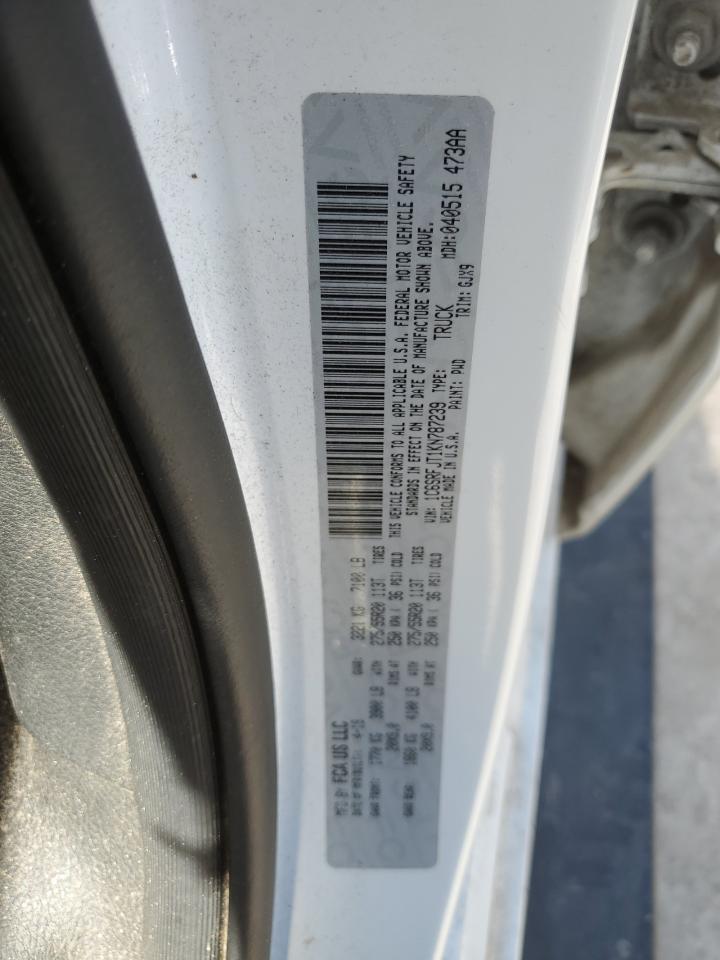 MFD BY FCA US LLC
DATE OF MFR 4-19
GVWR: 3221 KG 7100 LB
GAWR FRONT: 1770 KG 3900 LB WITH 275/55R20 113T TIRES
20X9.0 RIMS AT 250 KPA / 36 PSI COLD
GAWR REAR: 1860 KG 4100 LB WITH 275/55R20 113T TIRES
20X9.0 RIMS AT 250 KPA / 36 PSI COLD
THIS VEHICLE CONFORMS TO ALL APPLICABLE U.S.A. FEDERAL MOTOR VEHICLE SAFETY
STANDARDS IN EFFECT ON THE DATE OF MANUFACTURE SHOWN ABOVE.
VIN: 1C6SRFJT1KN787239 TYPE: TRUCK MDH:040515 473AA
VEHICLE MADE IN U.S.A. PAINT: PWD TRIM: GJX9